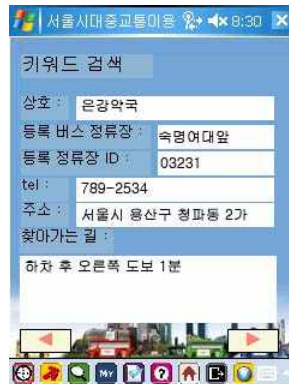 서울시대중교통이용 8:30
키워드 검색
상호 : 은강약국
등록 버스 정류장 : 숙명여대앞
등록 정류장 ID : 03231
tel : 789-2534
주소 : 서울시 용산구 청파동 2가
찾아가는 길 :
하차 후 오른쪽 도보 1분
MY